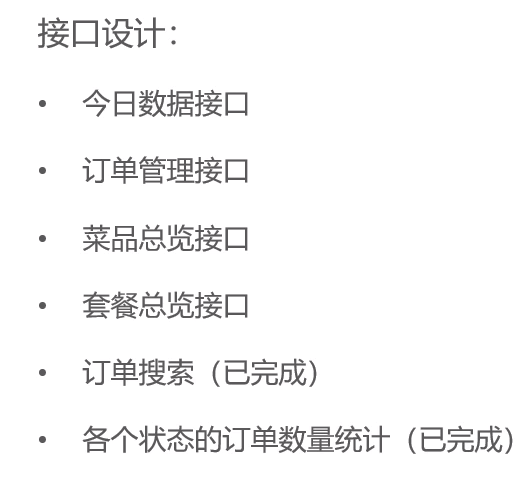 接口设计：
• 今日数据接口
• 订单管理接口
• 菜品总览接口
• 套餐总览接口
• 订单搜索（已完成）
• 各个状态的订单数量统计（已完成）